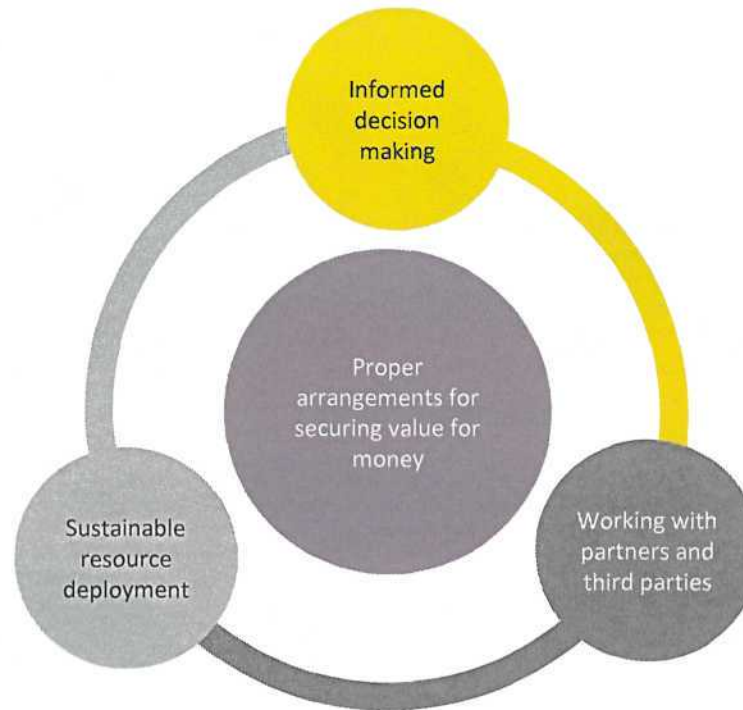 Informed
decision
making
Proper
arrangements for
securing value for
money
Sustainable
resource
deployment
Working with
partners and
third parties